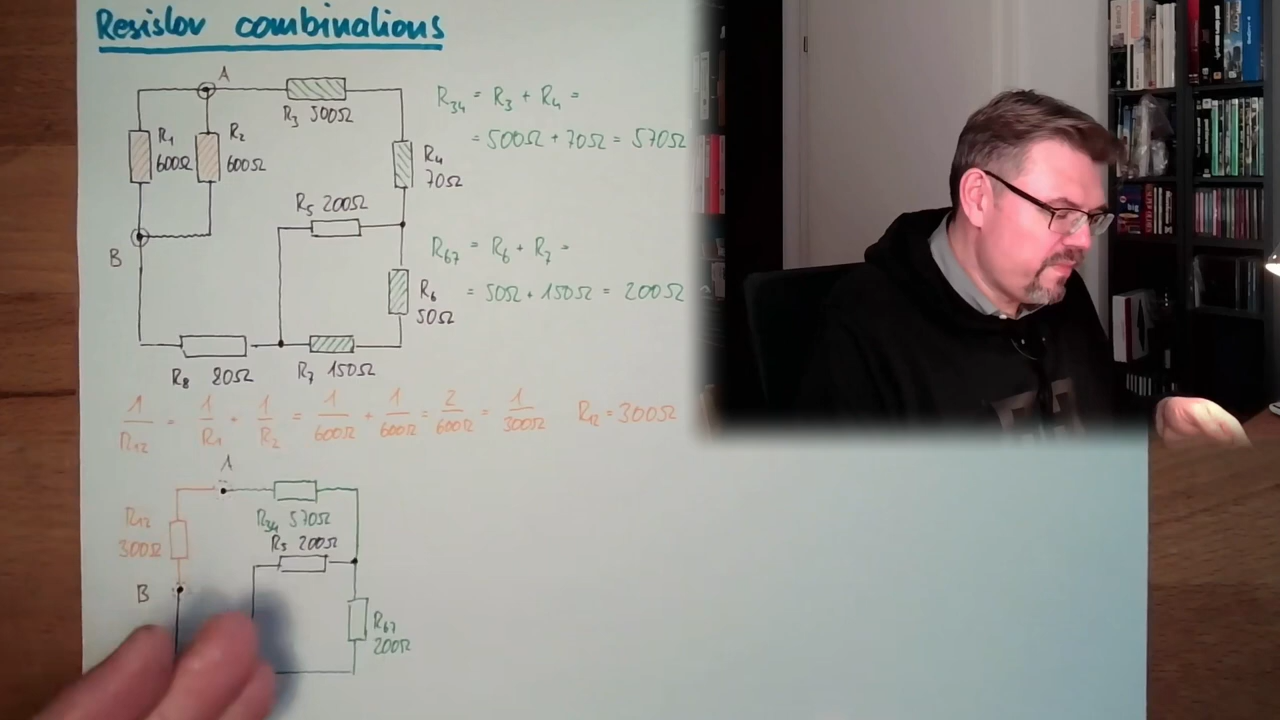 Resistor combinations
A
R₃ 500Ω
R₁ 600Ω
R₂ 600Ω
R₄ 70Ω
R₅ 200Ω
B
R₆ 50Ω
R₈ 80Ω
R₇ 150Ω
R₃₄ = R₃ + R₄ =
= 500Ω + 70Ω = 570Ω
R₆₇ = R₆ + R₇ =
= 50Ω + 150Ω = 200Ω
1/R₁₂ = 1/R₁ + 1/R₂ = 1/600Ω + 1/600Ω = 2/600Ω = 1/300Ω R₁₂ = 300Ω
A
R₁₂ 300Ω
R₃₄ 570Ω
R₅ 200Ω
B
R₆₇ 200Ω
big